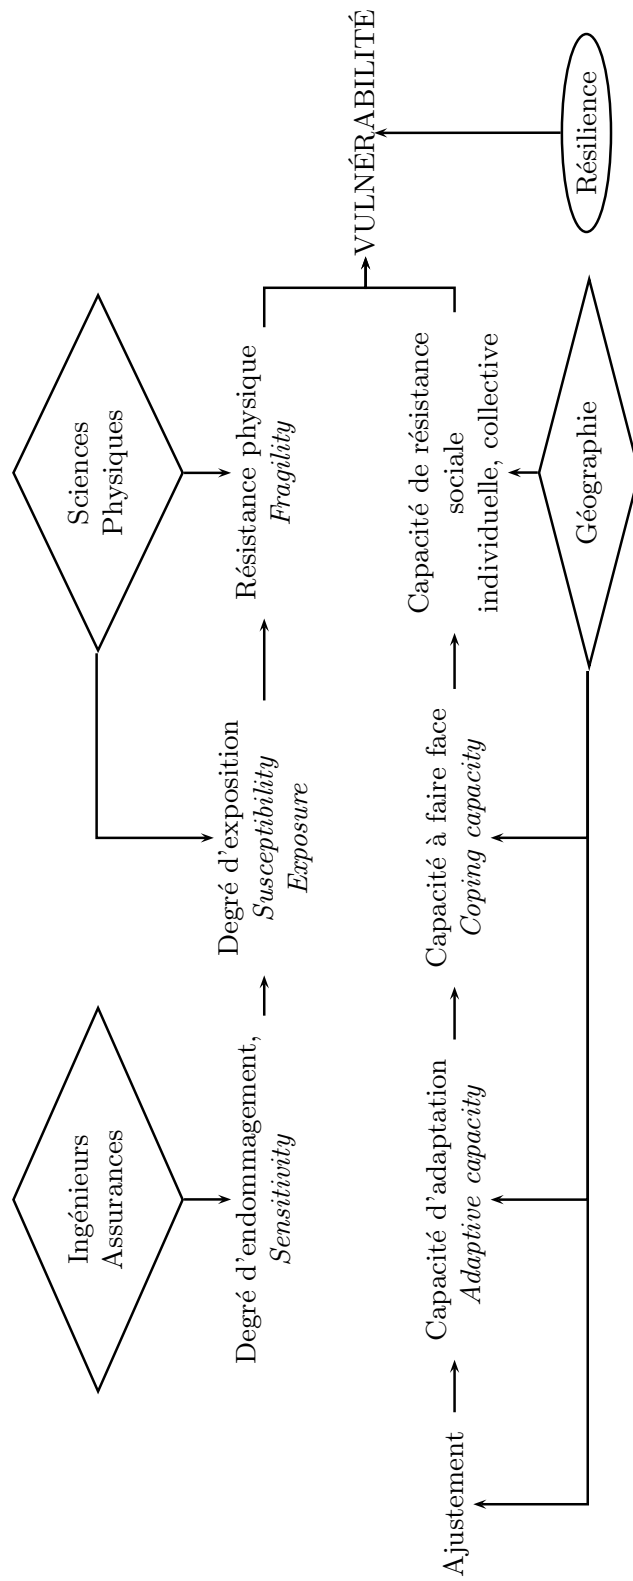 Ingénieurs
Assurances
Sciences
Physiques
Degré d'endommagement,
Sensitivity
Degré d'exposition
Susceptibility
Exposure
Résistance physique
Fragility
VULNÉRABILITÉ
Ajustement
Capacité d'adaptation
Adaptive capacity
Capacité à faire face
Coping capacity
Capacité de résistance
sociale
individuelle, collective
Géographie
Résilience